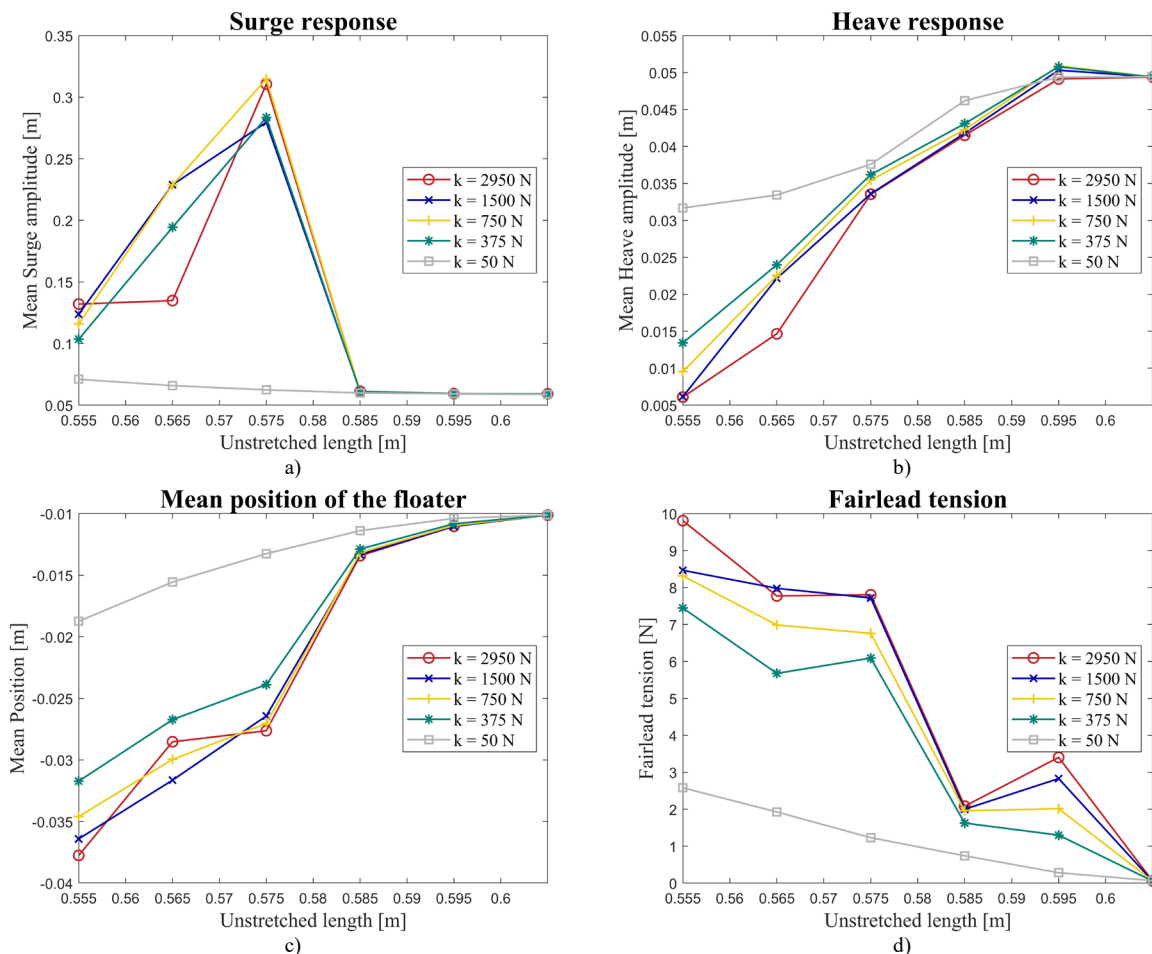 Surge response
0.35
0.3
0.25
0.2
0.15
0.1
0.05
Mean Surge amplitude [m]
k = 2950 N
k = 1500 N
k = 750 N
k = 375 N
k = 50 N
0.555 0.565 0.57 0.575 0.58 0.585 0.59 0.595 0.6
Unstretched length [m]
a)
Heave response
0.055
0.05
0.045
0.04
0.035
0.03
0.025
0.02
0.015
0.01
0.005
Mean Heave amplitude [m]
k = 2950 N
k = 1500 N
k = 750 N
k = 375 N
k = 50 N
0.555 0.565 0.57 0.575 0.58 0.585 0.59 0.595 0.6
Unstretched length [m]
b)
Mean position of the floater
-0.01
-0.015
-0.02
-0.025
-0.03
-0.035
-0.04
Mean Position [m]
k = 2950 N
k = 1500 N
k = 750 N
k = 375 N
k = 50 N
0.555 0.565 0.57 0.575 0.58 0.585 0.59 0.595 0.6
Unstretched length [m]
c)
Fairlead tension
10
9
8
7
6
5
4
3
2
1
0
Fairlead tension [N]
k = 2950 N
k = 1500 N
k = 750 N
k = 375 N
k = 50 N
0.555 0.565 0.57 0.575 0.58 0.585 0.59 0.595 0.6
Unstretched length [m]
d)